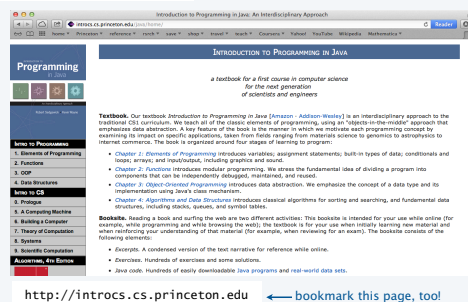 Introduction to Programming in Java: An Interdisciplinary Approach
introcs.cs.princeton.edu/java/home/
Reader
home Princeton reference rsrch save shop travel teach Coursera Yahoo! YouTube Wikipedia Mathematica
Programming
in Java
INTRO TO PROGRAMMING
1. Elements of Programming
2. Functions
3. OOP
4. Data Structures
INTRO TO CS
0. Prologue
5. A Computing Machine
6. Building a Computer
7. Theory of Computation
8. Systems
9. Scientific Computation
ALGORITHMS, 4TH EDITION
INTRODUCTION TO PROGRAMMING IN JAVA
a textbook for a first course in computer science
for the next generation
of scientists and engineers
Textbook. Our textbook Introduction to Programming in Java [Amazon · Addison-Wesley] is an interdisciplinary approach to the
traditional CS1 curriculum. We teach all of the classic elements of programming, using an "objects-in-the-middle" approach that
emphasizes data abstraction. A key feature of the book is the manner in which we motivate each programming concept by
examining its impact on specific applications, taken from fields ranging from materials science to genomics to astrophysics to
internet commerce. The book is organized around four stages of learning to program:
• Chapter 1: Elements of Programming introduces variables; assignment statements; built-in types of data; conditionals and
loops; arrays; and input/output, including graphics and sound.
• Chapter 2: Functions introduces modular programming. We stress the fundamental idea of dividing a program into
components that can be independently debugged, maintained, and reused.
• Chapter 3: Object-Oriented Programming introduces data abstraction. We emphasize the concept of a data type and its
implementation using Java's class mechanism.
• Chapter 4: Algorithms and Data Structures introduces classical algorithms for sorting and searching, and fundamental data
structures, including stacks, queues, and symbol tables.
Booksite. Reading a book and surfing the web are two different activities: This booksite is intended for your use while online (for
example, while programming and while browsing the web); the textbook is for your use when initially learning new material and
when reinforcing your understanding of that material (for example, when reviewing for an exam). The booksite consists of the
following elements:
• Excerpts. A condensed version of the text narrative for reference while online.
• Exercises. Hundreds of exercises and some solutions.
• Java code. Hundreds of easily downloadable Java programs and real-world data sets.
http://introcs.cs.princeton.edu
bookmark this page, too!